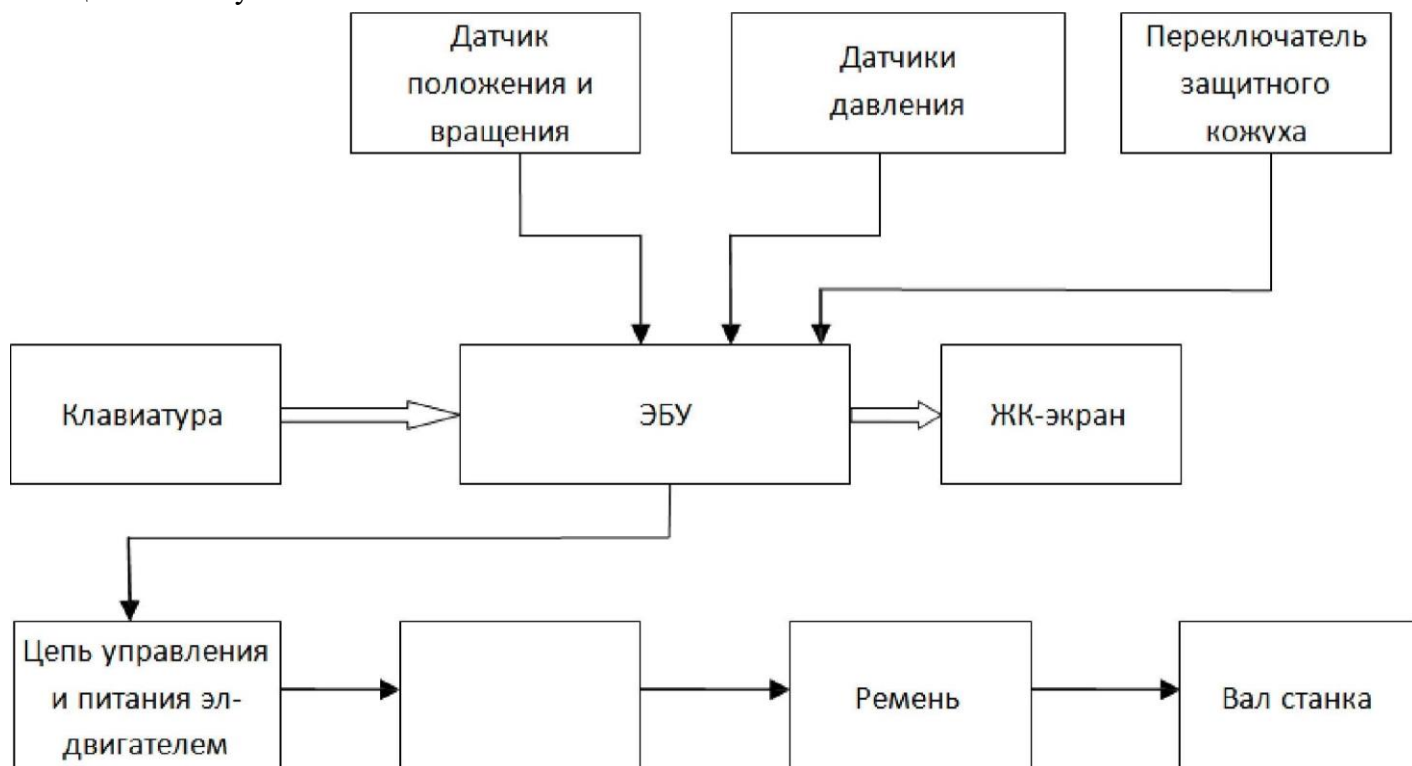 Датчик
положения и
вращения
Датчики
давления
Переключатель
защитного
кожуха
Клавиатура
ЭБУ
ЖК-экран
Цепь управления
и питания эл-
двигателем
Ремень
Вал станка